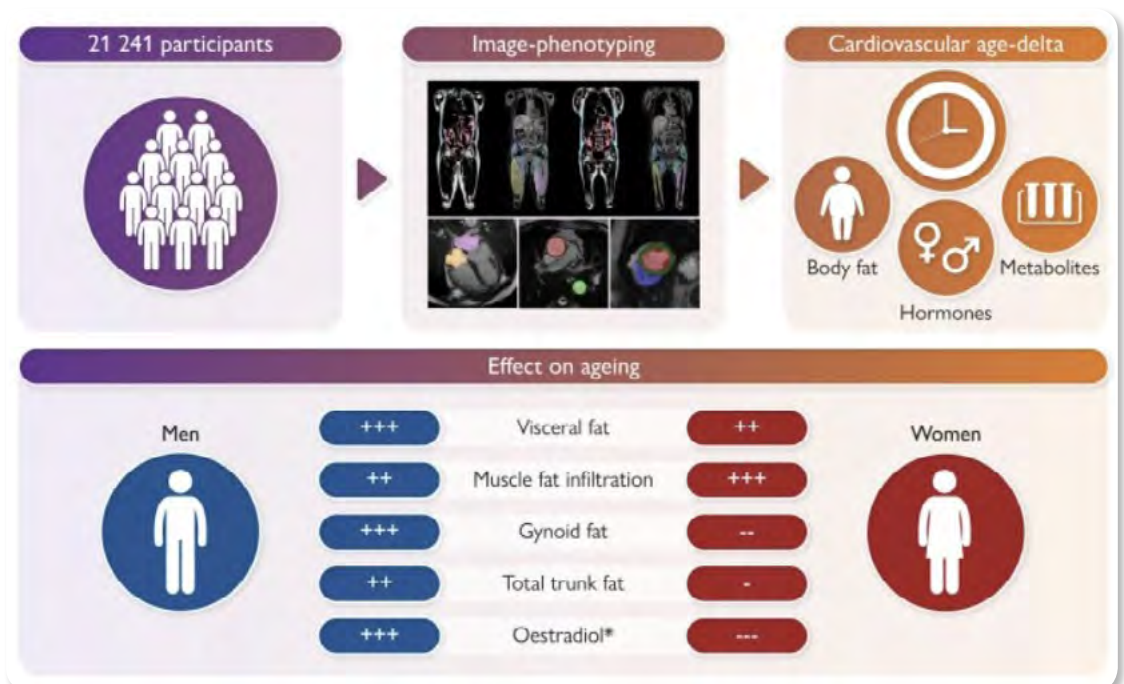 21 241 participants
Image-phenotyping
Cardiovascular age-delta
Body fat
Hormones
Metabolites
Effect on ageing
Men
Women
+++ Visceral fat ++
++ Muscle fat infiltration +++
+++ Gynoid fat --
++ Total trunk fat -
+++ Oestradiol* ---